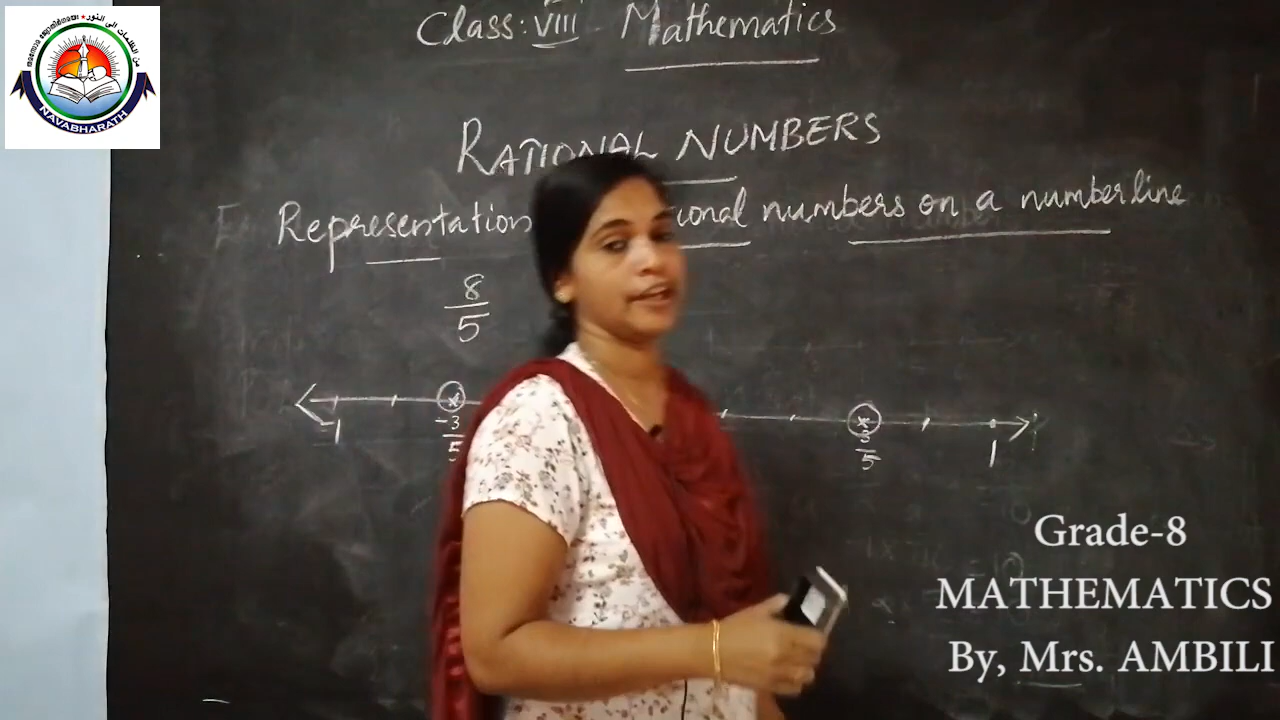 Class: VIII Mathematics
RATIONAL NUMBERS
Representation ional numbers on a numberline
8
5
-1
-3
5
3
5
1
NAVABHARATH
Grade-8
MATHEMATICS
By, Mrs. AMBILI